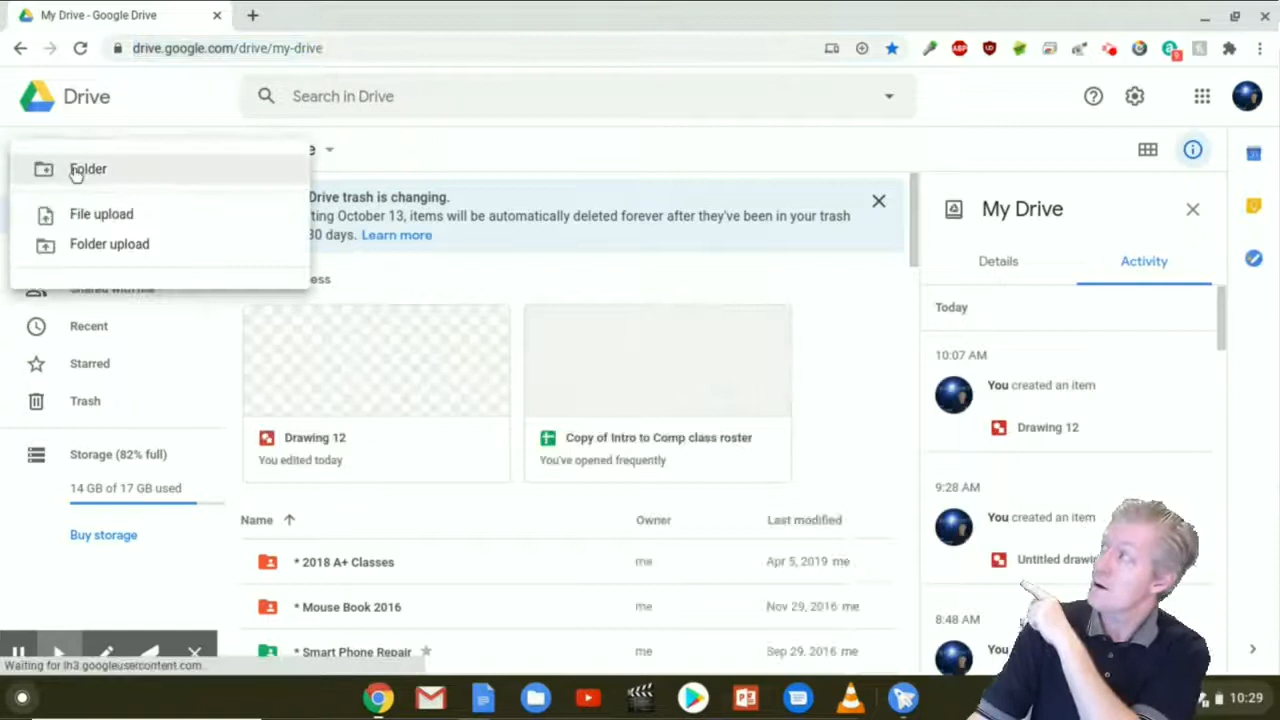 My Drive - Google Drive
drive.google.com/drive/my-drive
ABP
9
Drive
Search in Drive
Folder
e
File upload
Folder upload
Drive trash is changing.
ting October 13, items will be automatically deleted forever after they've been in your trash
30 days. Learn more
My Drive
Details
Activity
Shared with me
ess
Today
Recent
Starred
Trash
10:07 AM
You created an item
Drawing 12
Drawing 12
You edited today
Copy of Intro to Comp class roster
You've opened frequently
Storage (82% full)
14 GB of 17 GB used
Buy storage
9:28 AM
You created an item
Untitled drawi
Name
Owner
Last modified
* 2018 A+ Classes
me
Apr 5, 2019 me
* Mouse Book 2016
me
Nov 29, 2016 me
8:48 AM
You
* Smart Phone Repair
me
Sep 29, 2016 me
Waiting for lh3.googleusercontent.com...
10:29